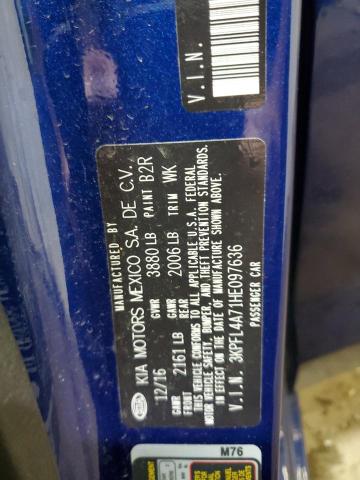 V.I.N.
MANUFACTURED BY
KIA MOTORS MEXICO S.A. DE C.V.
12/16 GVWR 3880 LB PAINT B2R
GAWR FRONT 2161 LB GAWR REAR 2006 LB TRIM WK
THIS VEHICLE CONFORMS TO ALL APPLICABLE U.S.A. FEDERAL
MOTOR VEHICLE SAFETY, BUMPER, AND THEFT PREVENTION STANDARDS
IN EFFECT ON THE DATE OF MANUFACTURE SHOWN ABOVE.
V.I.N. 3KPFL4A71HE097636
PASSENGER CAR
M76